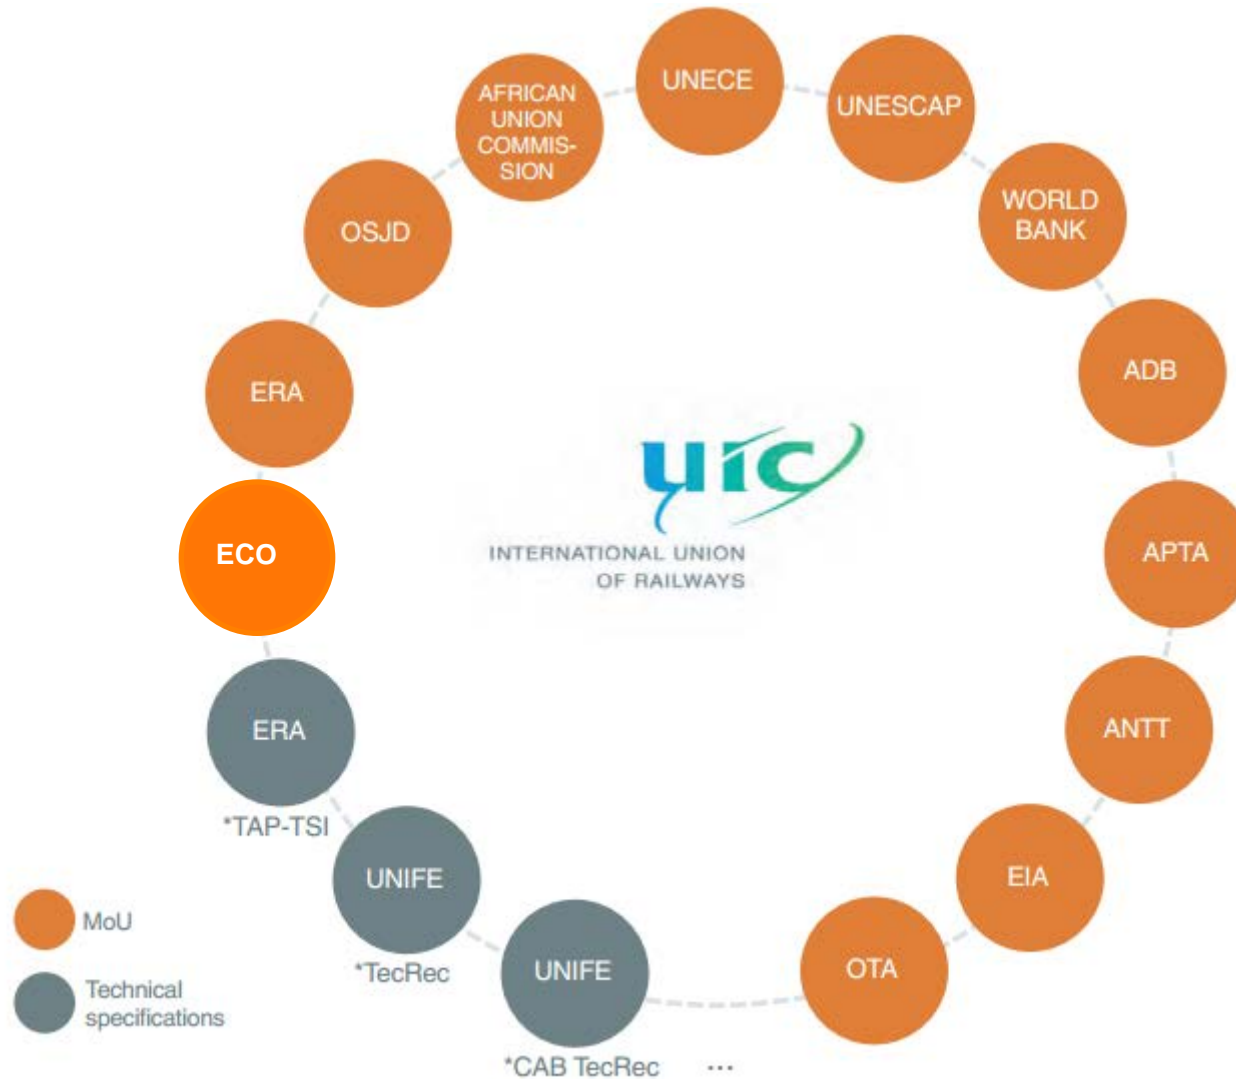 UNECE
UNESCAP
AFRICAN
UNION
COMMIS-
SION
WORLD
BANK
OSJD
ADB
ERA
uic
INTERNATIONAL UNION
OF RAILWAYS
ECO
APTA
ERA
*TAP-TSI
ANTT
UNIFE
*TecRec
EIA
UNIFE
*CAB TecRec
...
OTA
MoU
Technical
specifications